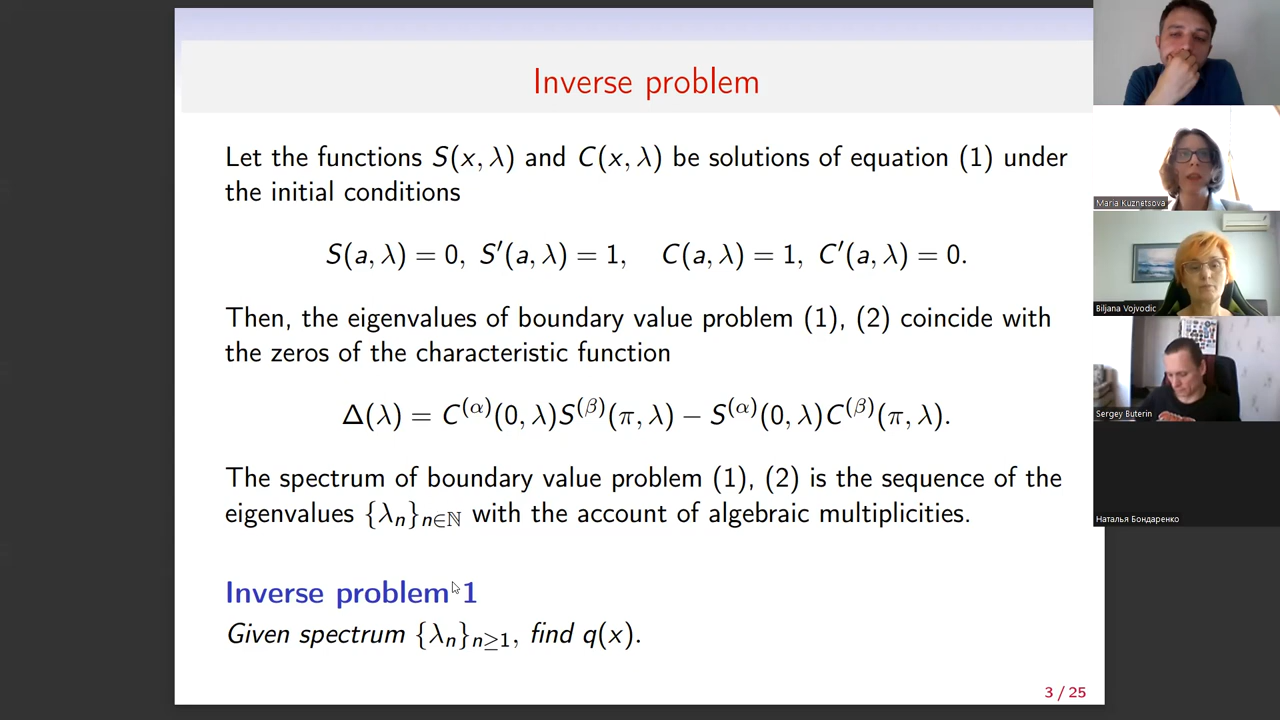 Inverse problem
Let the functions S(x, λ) and C(x, λ) be solutions of equation (1) under
the initial conditions
S(a, λ) = 0, S′(a, λ) = 1, C(a, λ) = 1, C′(a, λ) = 0.
Then, the eigenvalues of boundary value problem (1), (2) coincide with
the zeros of the characteristic function
Δ(λ) = C^(α)(0, λ)S^(β)(π, λ) − S^(α)(0, λ)C^(β)(π, λ).
The spectrum of boundary value problem (1), (2) is the sequence of the
eigenvalues {λ_n}_{n∈ℕ} with the account of algebraic multiplicities.
Inverse problem 1
Given spectrum {λ_n}_{n≥1}, find q(x).
3 / 25
Maria Kuznetsova
Biljana Vojvodic
Sergey Buterin
Наталья Бондаренко